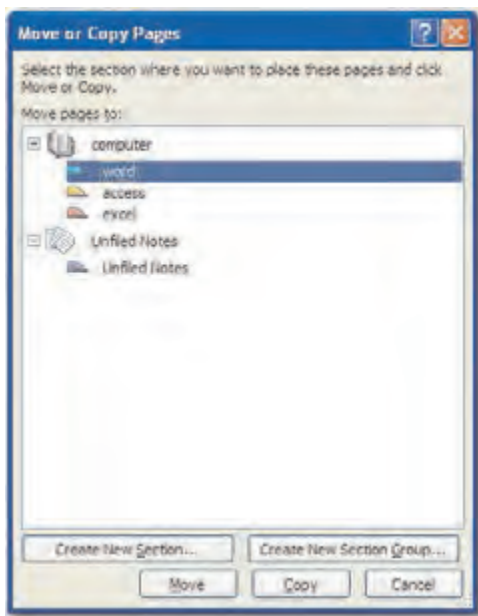 Move or Copy Pages
Select the section where you want to place these pages and click
Move or Copy.
Move pages to:
computer
word
access
excel
Unfiled Notes
Unfiled Notes
Create New Section...
Create New Section Group...
Move
Copy
Cancel